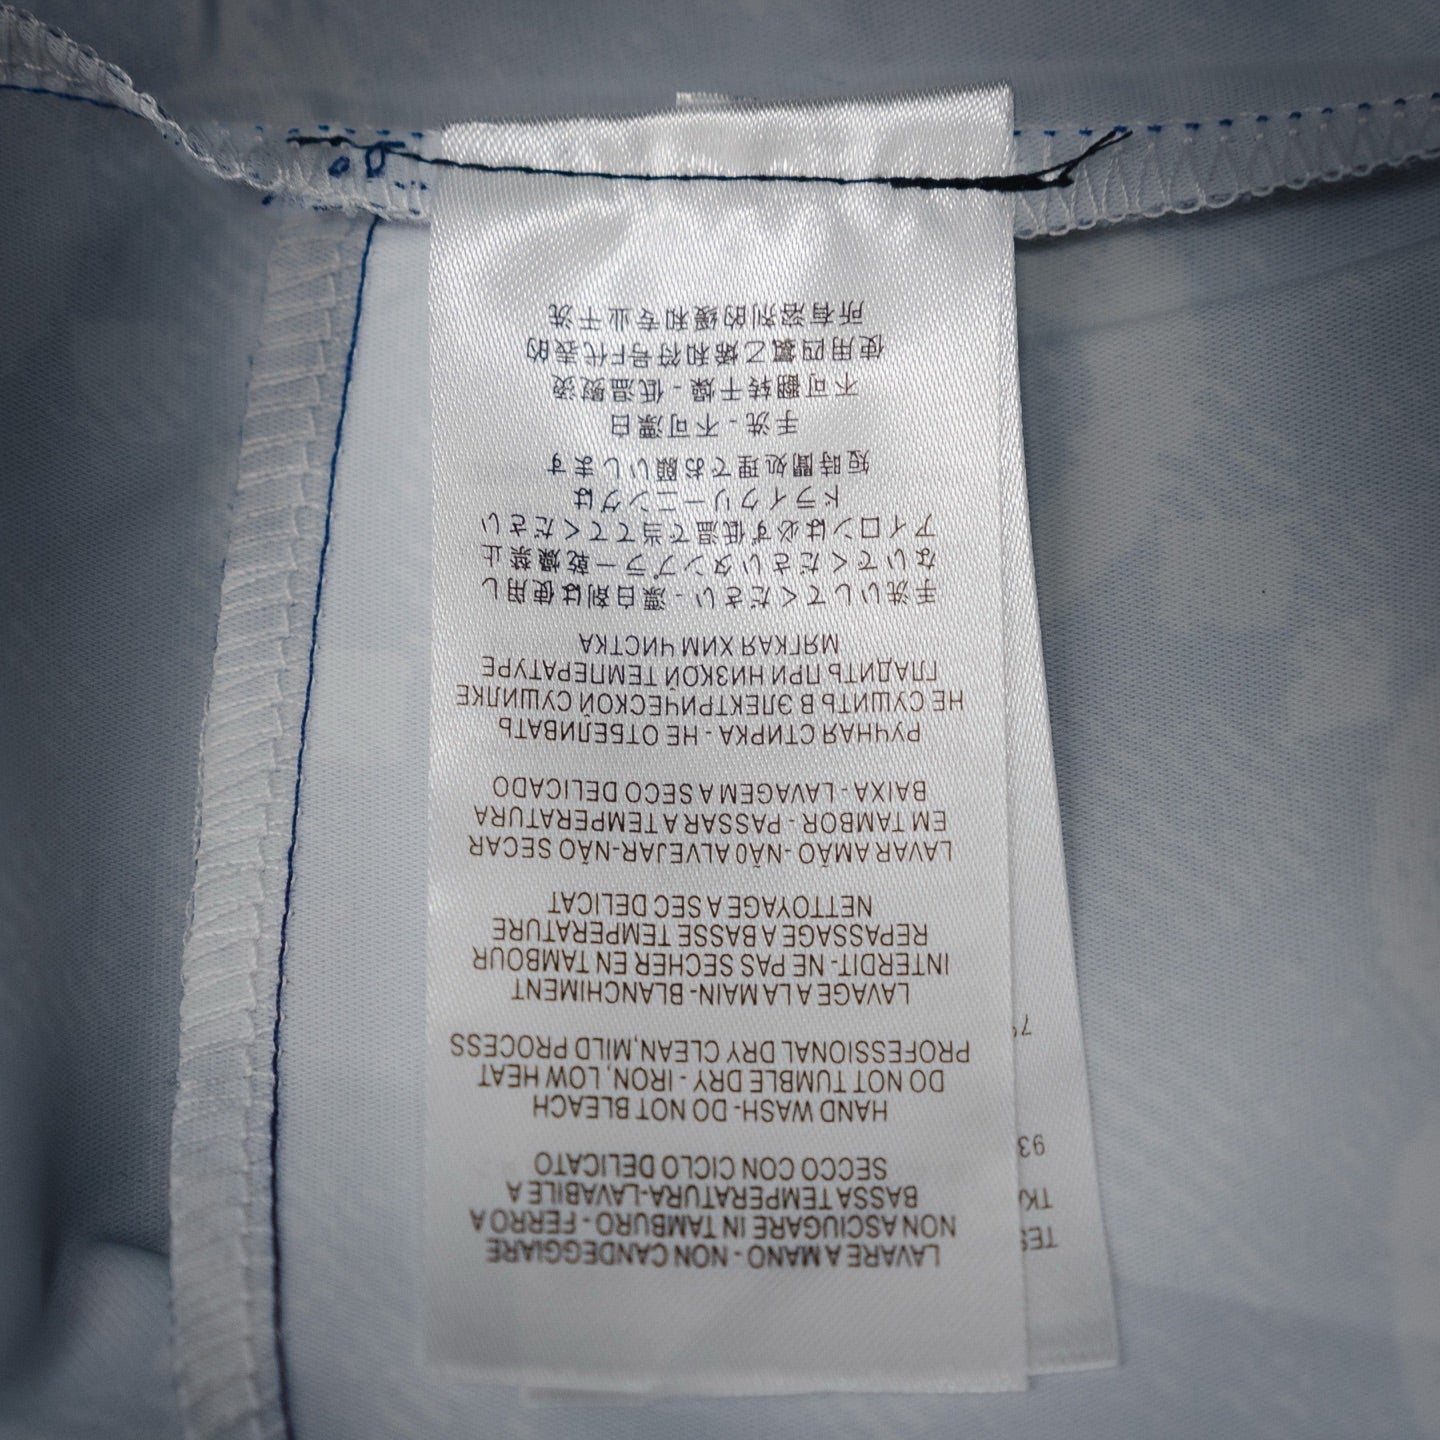 LAVARE A MANO - NON CANDEGGIARE
NON ASCIUGARE IN TAMBURO - FERRO A
BASSA TEMPERATURA-LAVABILE A
SECCO CON CICLO DELICATO
HAND WASH- DO NOT BLEACH
DO NOT TUMBLE DRY - IRON, LOW HEAT
PROFESSIONAL DRY CLEAN,MILD PROCESS
LAVAGE A LA MAIN-BLANCHIMENT
INTERDIT- NE PAS SECHER EN TAMBOUR
REPASSAGE A BASSE TEMPERATURE
NETTOYAGE A SEC DELICAT
LAVAR A MÃO -NÃO ALVEJAR-NÃO SECAR
EM TAMBOR - PASSAR A TEMPERATURA
BAIXA - LAVAGEM A SECO DELICADO
РУЧНАЯ СТИРКА - НЕ ОТБЕЛИВАТЬ
НЕ СУШИТЬ В ЭЛЕКТРИЧЕСКОЙ СУШИЛКЕ
ГЛАДИТЬ ПРИ НИЗКОЙ ТЕМПЕРАТУРЕ
МЯГКАЯ ХИМ ЧИСТКА
手洗いしてください - 漂白剤は使用し
ないでくださいタンブラー乾燥禁止
アイロンは必ず低温で当ててください
ドライクリーニングは
短時間処理でお願いします
手洗 - 不可漂白
不可翻转干燥 - 低温熨烫
使用四氯乙烯和符号F代表的
所有溶剂的缓和专业干洗
TES
TK
93
7